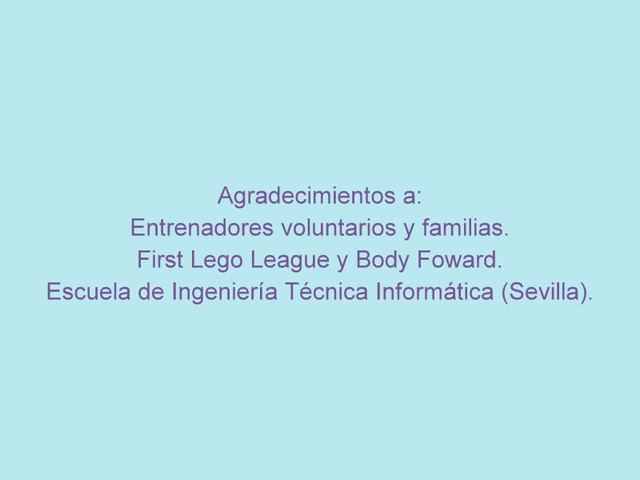 Agradecimientos a:
Entrenadores voluntarios y familias.
First Lego League y Body Foward.
Escuela de Ingeniería Técnica Informática (Sevilla).